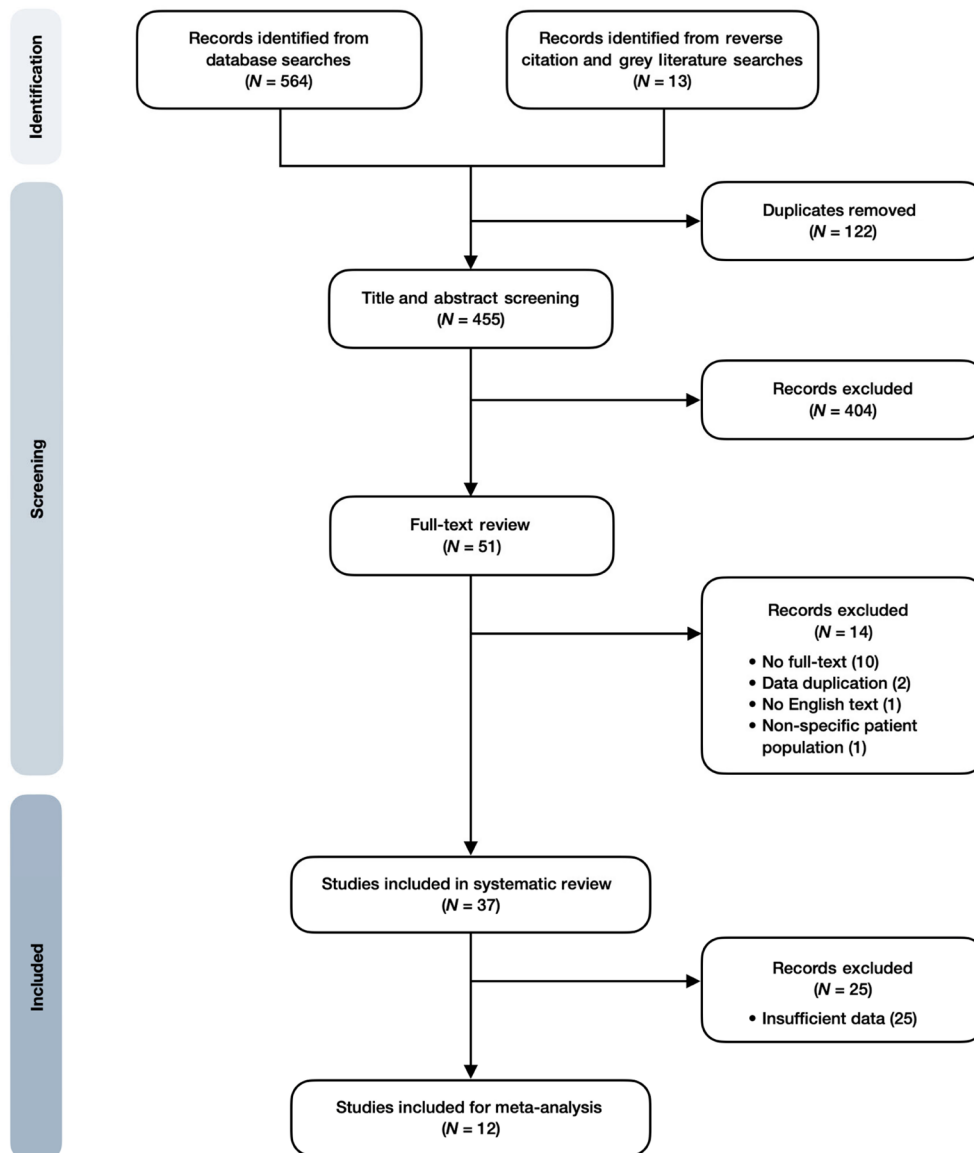 Identification
Records identified from
database searches
(N = 564)
Records identified from reverse
citation and grey literature searches
(N = 13)
Screening
Duplicates removed
(N = 122)
Title and abstract screening
(N = 455)
Records excluded
(N = 404)
Full-text review
(N = 51)
Records excluded
(N = 14)
• No full-text (10)
• Data duplication (2)
• No English text (1)
• Non-specific patient
population (1)
Included
Studies included in systematic review
(N = 37)
Records excluded
(N = 25)
• Insufficient data (25)
Studies included for meta-analysis
(N = 12)